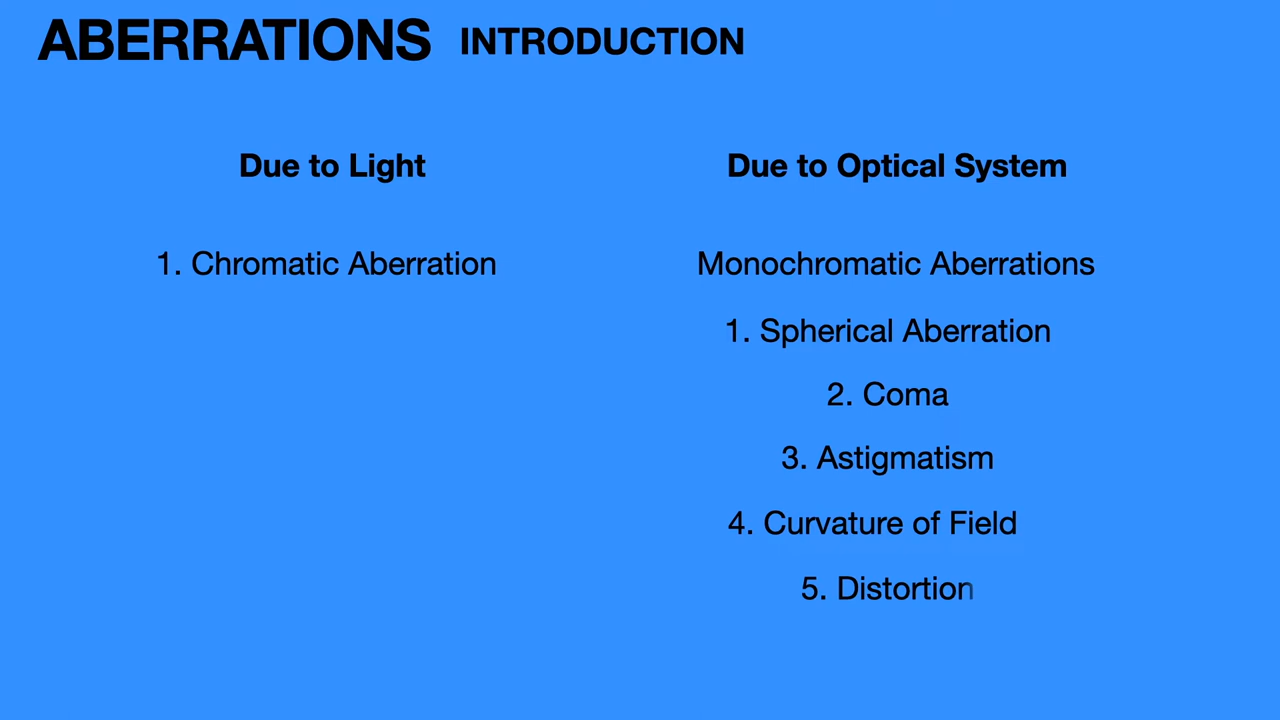 ABERRATIONS INTRODUCTION
Due to Light
1. Chromatic Aberration
Due to Optical System
Monochromatic Aberrations
1. Spherical Aberration
2. Coma
3. Astigmatism
4. Curvature of Field
5. Distortion